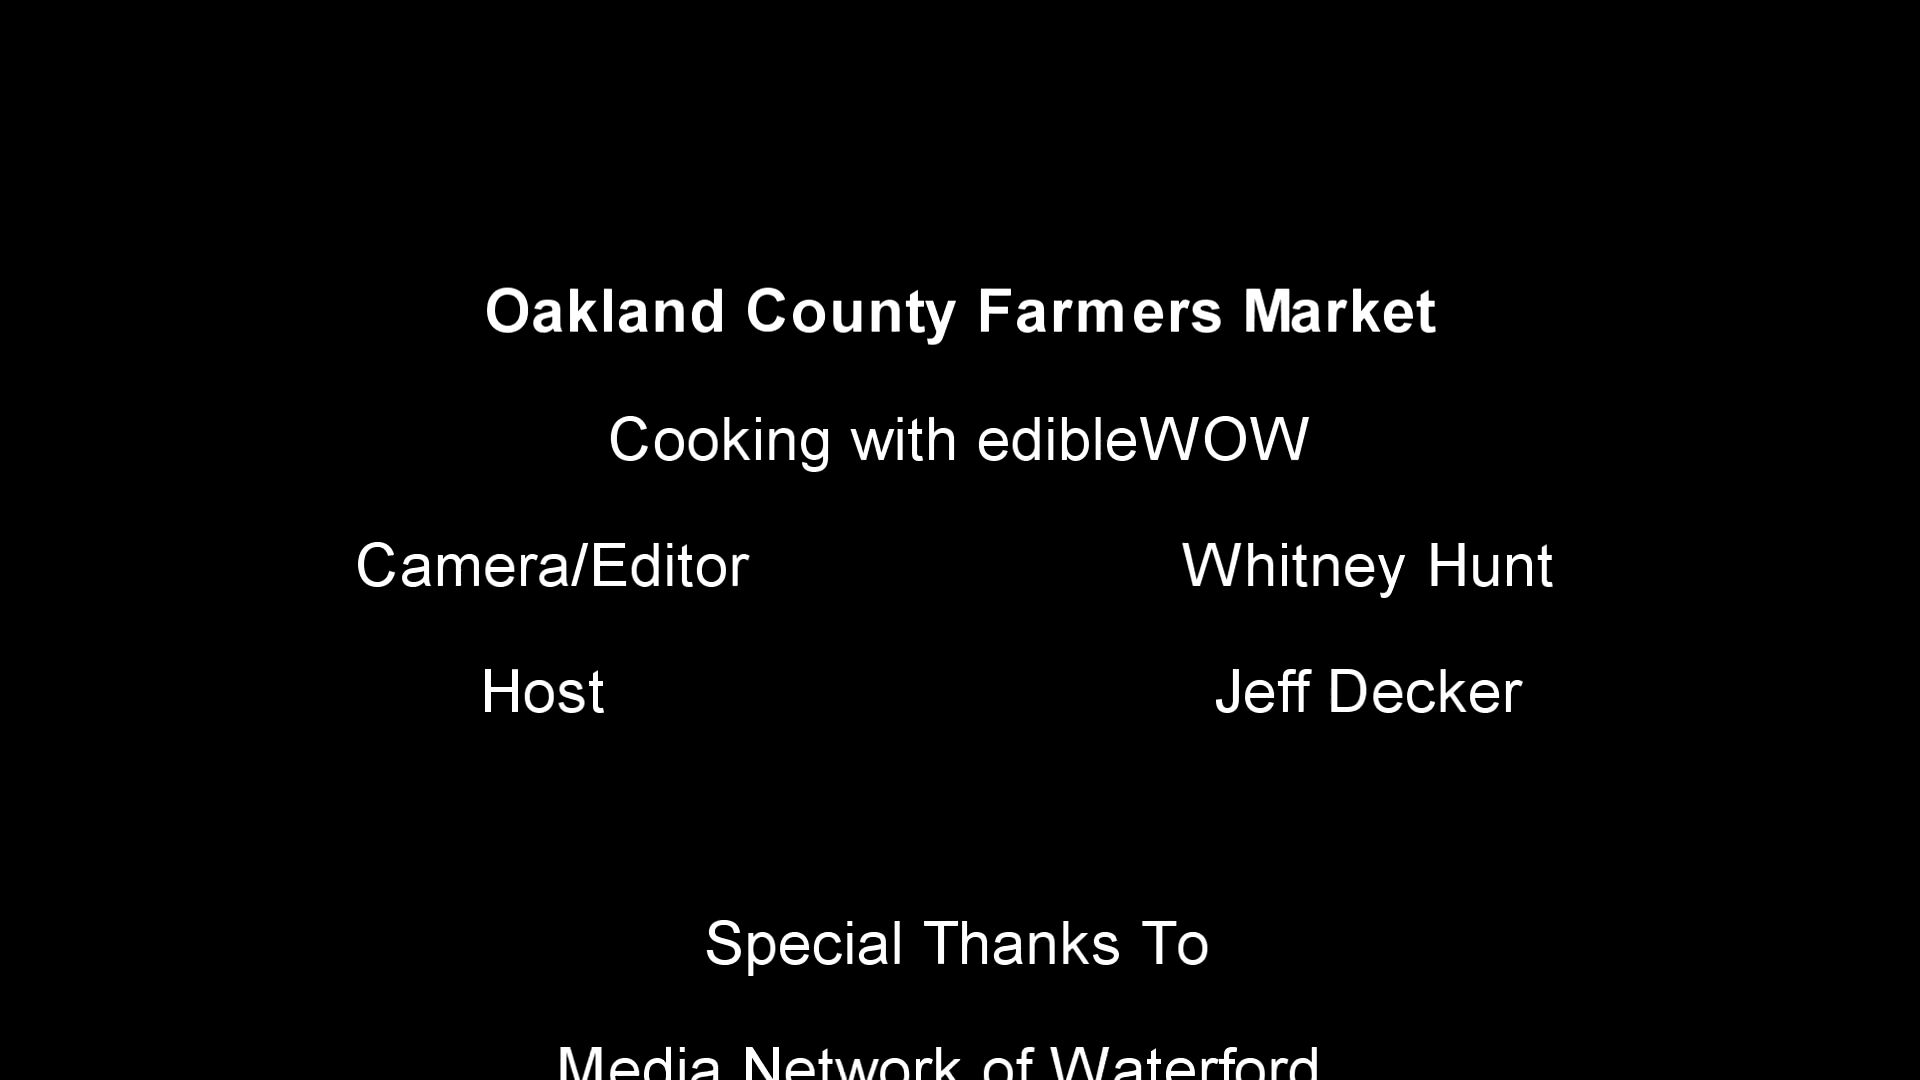 Oakland County Farmers Market
Cooking with edibleWOW
Camera/Editor Whitney Hunt
Host Jeff Decker
Special Thanks To
Media Network of Waterford